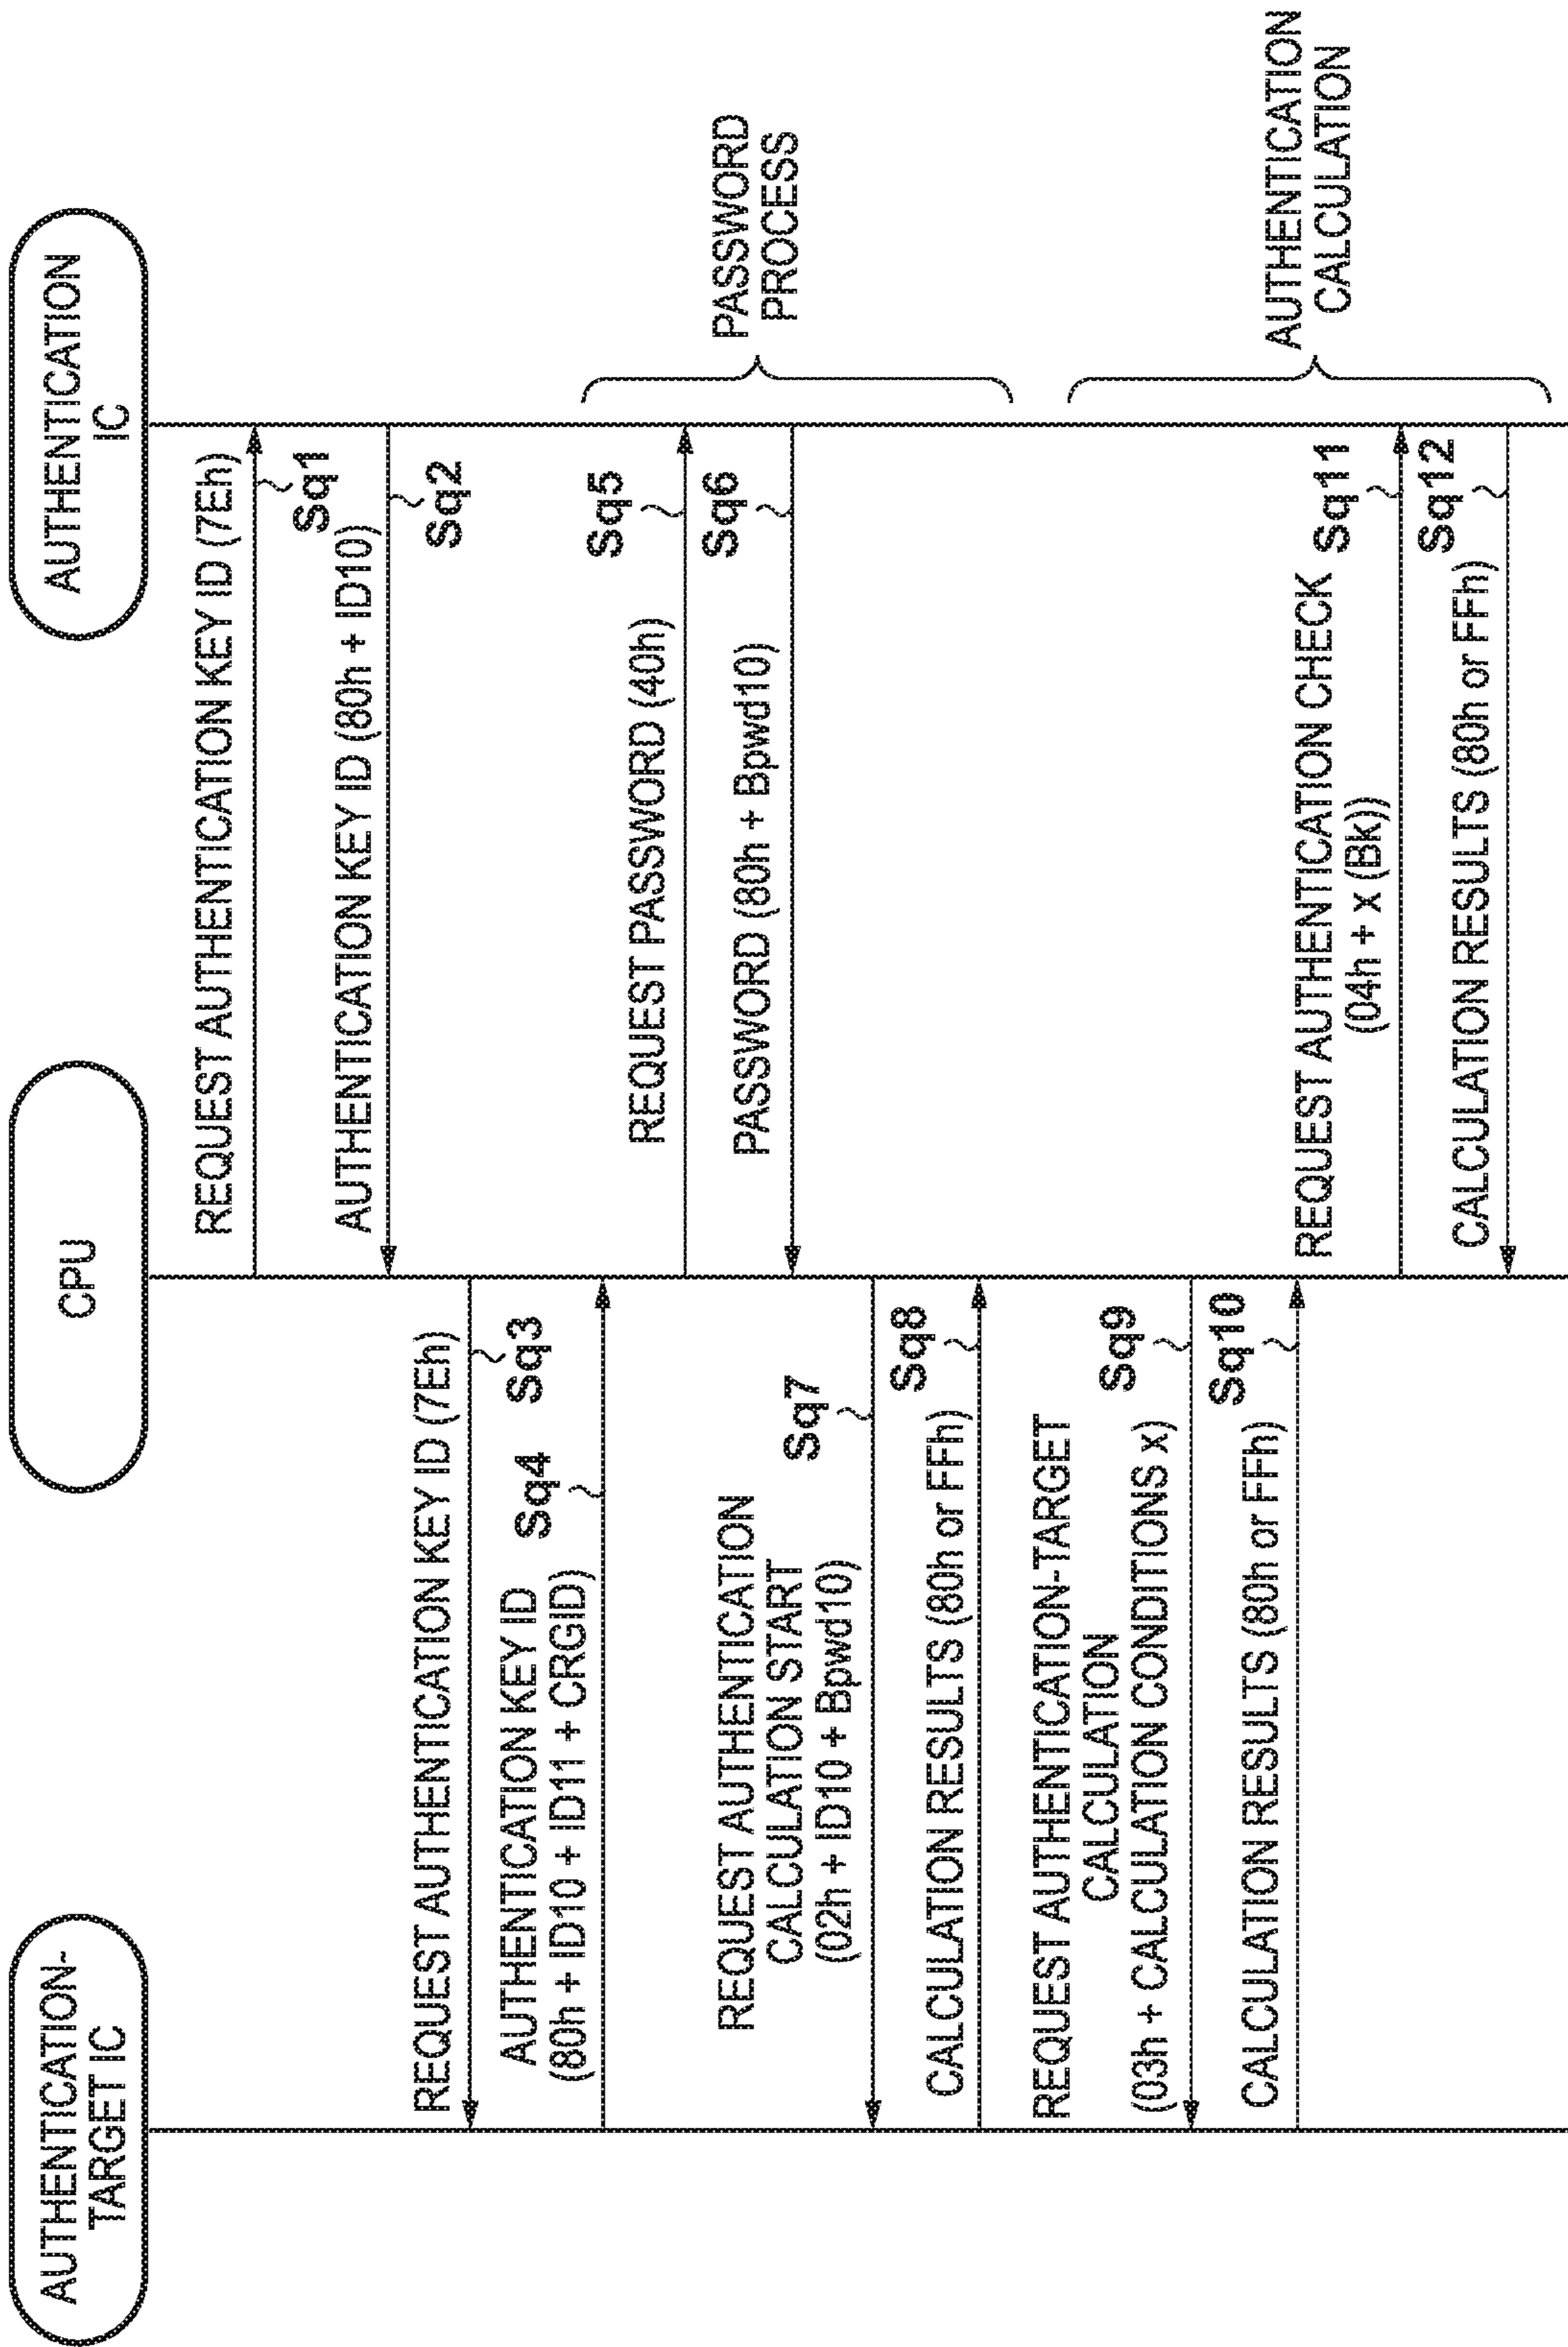 AUTHENTICATION-
TARGET IC
CPU
AUTHENTICATION
IC
REQUEST AUTHENTICATION KEY ID (7Eh)
Sq1
AUTHENTICATION KEY ID (80h + ID10)
Sq2
REQUEST AUTHENTICATION KEY ID (7Eh)
Sq3
AUTHENTICATION KEY ID
(80h + ID10 + ID11 + CRGID)
Sq4
REQUEST PASSWORD (40h)
Sq5
PASSWORD (80h + Bpwd10)
Sq6
REQUEST AUTHENTICATION
CALCULATION START
(02h + ID10 + Bpwd10)
Sq7
CALCULATION RESULTS (80h or FFh)
Sq8
PASSWORD
PROCESS
REQUEST AUTHENTICATION-TARGET
CALCULATION
(03h + CALCULATION CONDITIONS x)
Sq9
CALCULATION RESULTS (80h or FFh)
Sq10
REQUEST AUTHENTICATION CHECK
(04h + x (Bk))
Sq11
CALCULATION RESULTS (80h or FFh)
Sq12
AUTHENTICATION
CALCULATION